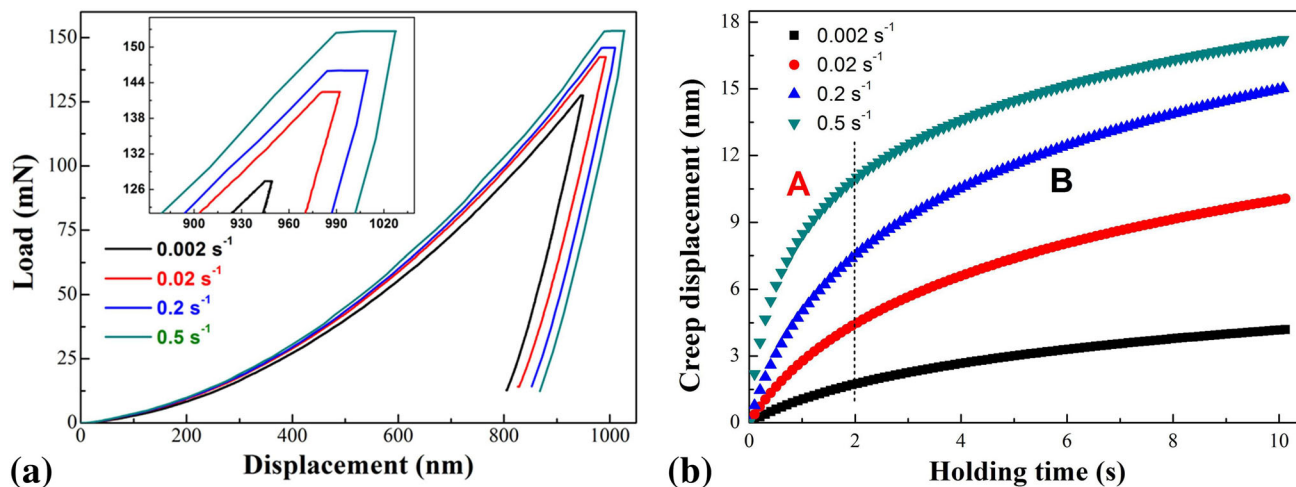 150
125
100
75
50
25
0
Load (mN)
153
144
135
126
900
930
960
990
1020
0.002 s⁻¹
0.02 s⁻¹
0.2 s⁻¹
0.5 s⁻¹
0
200
400
600
800
1000
Displacement (nm)
(a)
18
15
12
9
6
3
0
Creep displacement (nm)
0.002 s⁻¹
0.02 s⁻¹
0.2 s⁻¹
0.5 s⁻¹
A
B
0
2
4
6
8
10
Holding time (s)
(b)